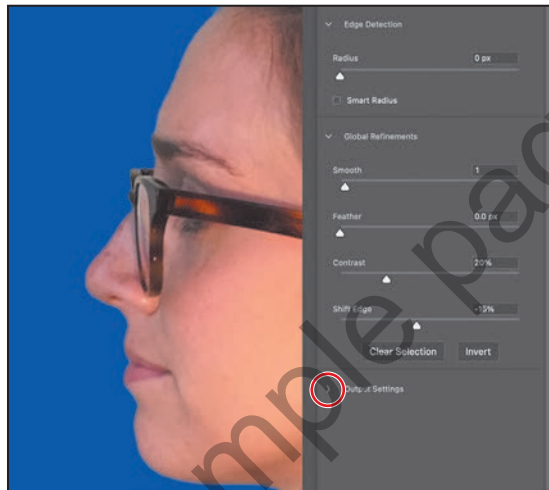 Edge Detection
Radius 0 px
Smart Radius
Global Refinements
Smooth 1
Feather 0.0 px
Contrast 20%
Shift Edge -15%
Clear Selection Invert
Output Settings